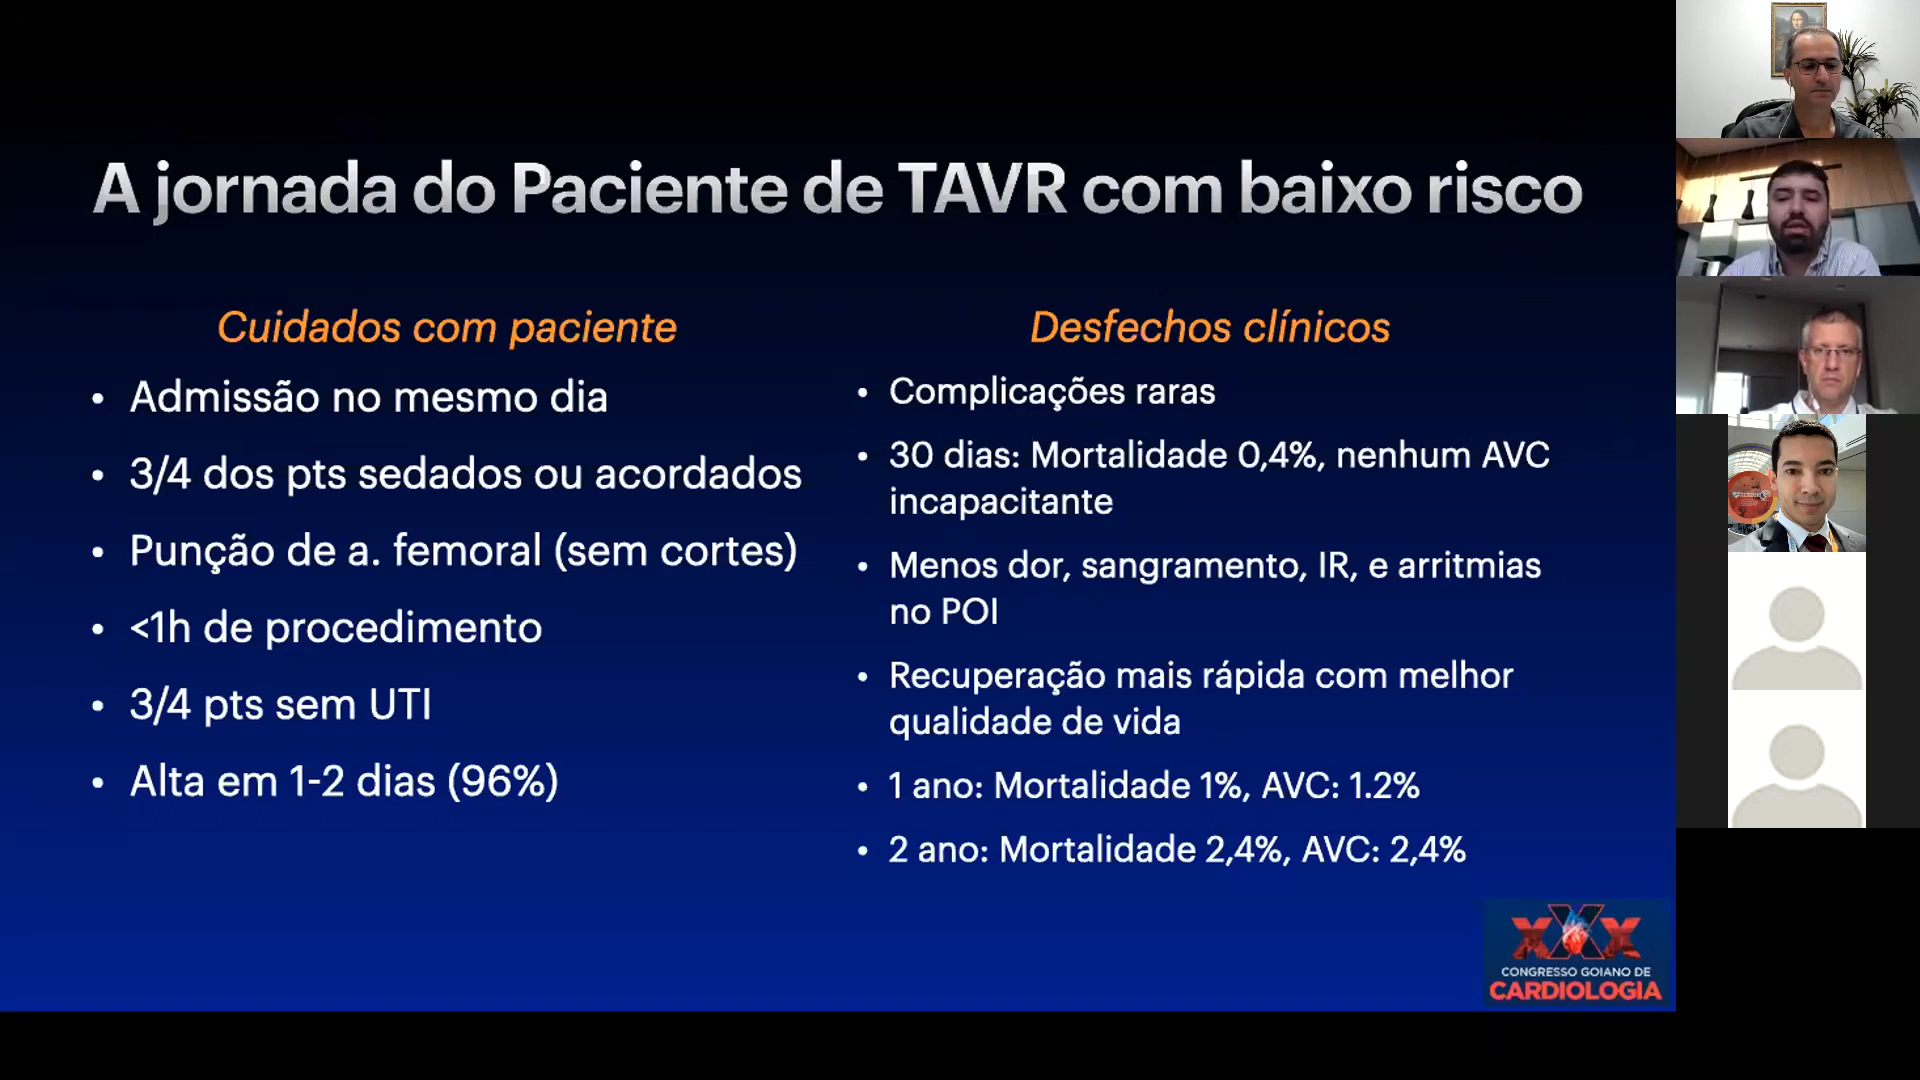 A jornada do Paciente de TAVR com baixo risco
Cuidados com paciente
• Admissão no mesmo dia
• 3/4 dos pts sedados ou acordados
• Punção de a. femoral (sem cortes)
• <1h de procedimento
• 3/4 pts sem UTI
• Alta em 1-2 dias (96%)
Desfechos clínicos
• Complicações raras
• 30 dias: Mortalidade 0,4%, nenhum AVC
incapacitante
• Menos dor, sangramento, IR, e arritmias
no POI
• Recuperação mais rápida com melhor
qualidade de vida
• 1 ano: Mortalidade 1%, AVC: 1.2%
• 2 ano: Mortalidade 2,4%, AVC: 2,4%
XXX
CONGRESSO GOIANO DE
CARDIOLOGIA